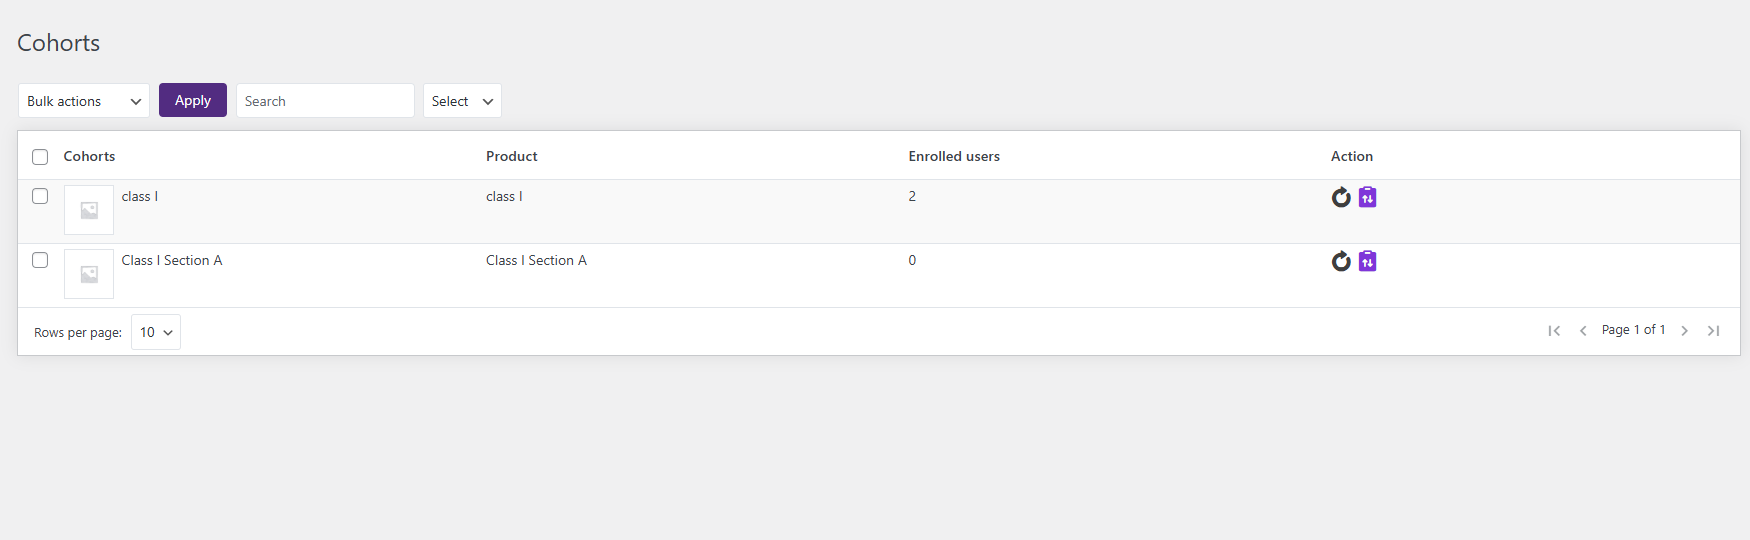 Cohorts
Bulk actions Apply Search Select
Cohorts Product Enrolled users Action
class I class I 2
Class I Section A Class I Section A 0
Rows per page: 10 Page 1 of 1